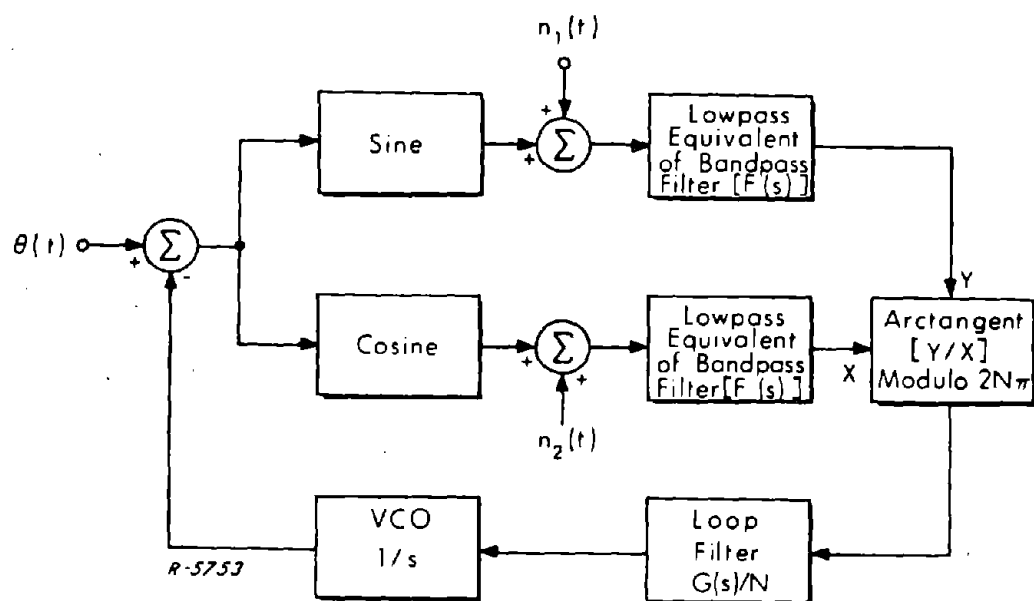 n₁(t)
+
+
Σ
Sine
Lowpass
Equivalent
of Bandpass
Filter [F(s)]
θ(t)
+
Σ
-
Y
Cosine
+
Σ
+
n₂(t)
Lowpass
Equivalent
of Bandpass
Filter[F(s)]
X
Arctangent
[Y/X]
Modulo 2Nπ
VCO
1/s
Loop
Filter
G(s)/N
R-5753